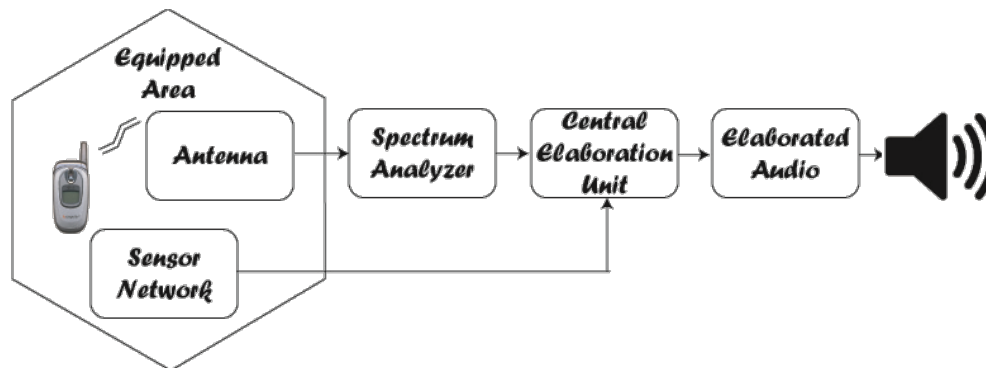 Equipped
Area
Antenna
Spectrum
Analyzer
Central
Elaboration
Unit
Elaborated
Audio
Sensor
Network